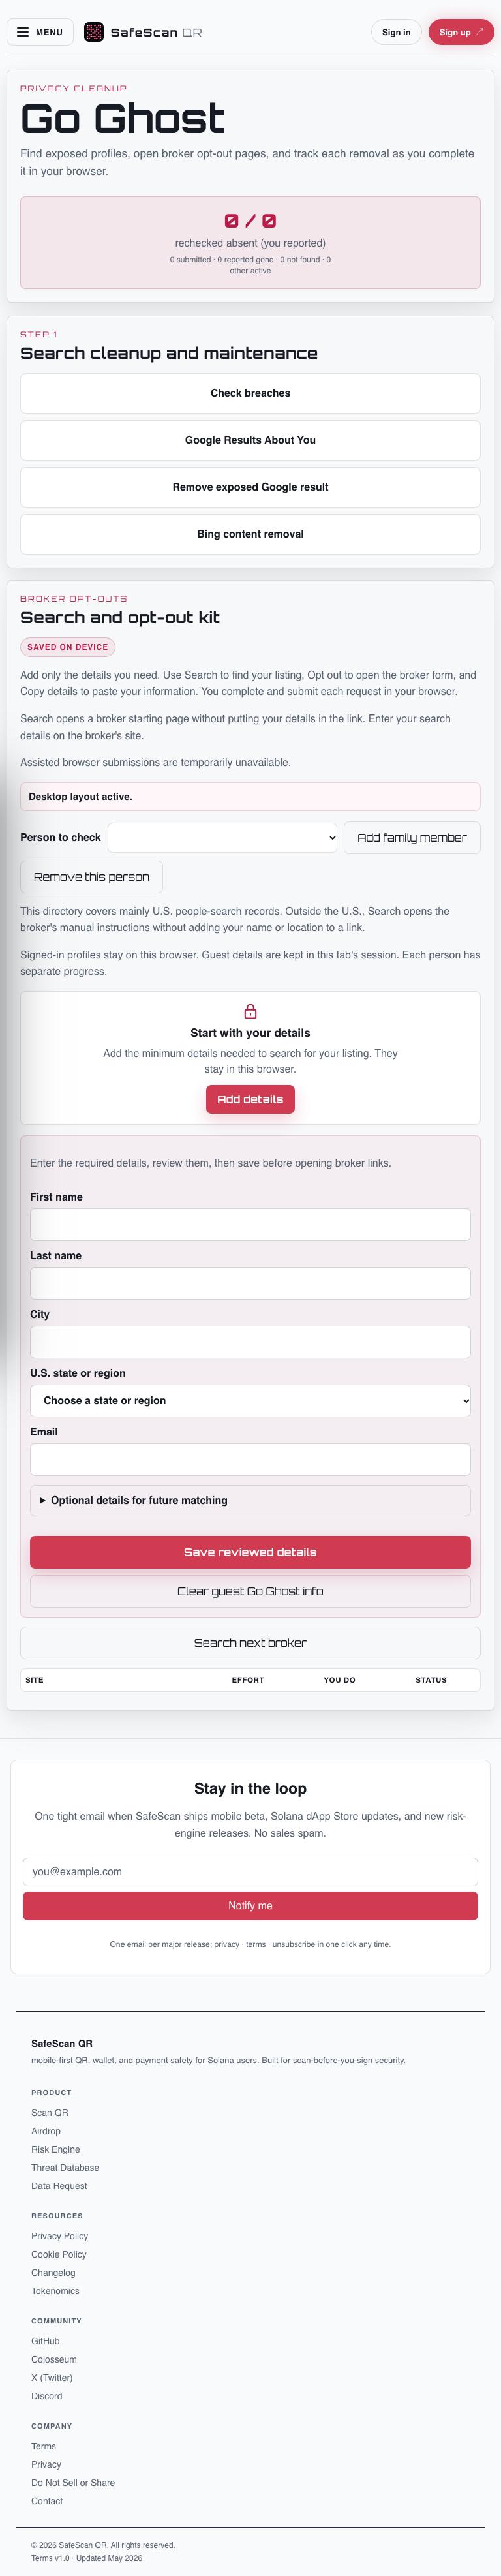 MENU
SafeScan QR
Sign in
Sign up ↗
PRIVACY CLEANUP
Go Ghost
Find exposed profiles, open broker opt-out pages, and track each removal as you complete
it in your browser.
0 / 0
rechecked absent (you reported)
0 submitted · 0 reported gone · 0 not found · 0
other active
STEP 1
Search cleanup and maintenance
Check breaches
Google Results About You
Remove exposed Google result
Bing content removal
BROKER OPT-OUTS
Search and opt-out kit
SAVED ON DEVICE
Add only the details you need. Use Search to find your listing, Opt out to open the broker form, and
Copy details to paste your information. You complete and submit each request in your browser.
Search opens a broker starting page without putting your details in the link. Enter your search
details on the broker's site.
Assisted browser submissions are temporarily unavailable.
Desktop layout active.
Person to check
Add family member
Remove this person
This directory covers mainly U.S. people-search records. Outside the U.S., Search opens the
broker's manual instructions without adding your name or location to a link.
Signed-in profiles stay on this browser. Guest details are kept in this tab's session. Each person has
separate progress.
Start with your details
Add the minimum details needed to search for your listing. They
stay in this browser.
Add details
Enter the required details, review them, then save before opening broker links.
First name
Last name
City
U.S. state or region
Choose a state or region
Email
Optional details for future matching
Save reviewed details
Clear guest Go Ghost info
Search next broker
SITE EFFORT YOU DO STATUS
Stay in the loop
One tight email when SafeScan ships mobile beta, Solana dApp Store updates, and new risk-
engine releases. No sales spam.
you@example.com
Notify me
One email per major release; privacy · terms · unsubscribe in one click any time.
SafeScan QR
mobile-first QR, wallet, and payment safety for Solana users. Built for scan-before-you-sign security.
PRODUCT
Scan QR
Airdrop
Risk Engine
Threat Database
Data Request
RESOURCES
Privacy Policy
Cookie Policy
Changelog
Tokenomics
COMMUNITY
GitHub
Colosseum
X (Twitter)
Discord
COMPANY
Terms
Privacy
Do Not Sell or Share
Contact
© 2026 SafeScan QR. All rights reserved.
Terms v1.0 · Updated May 2026